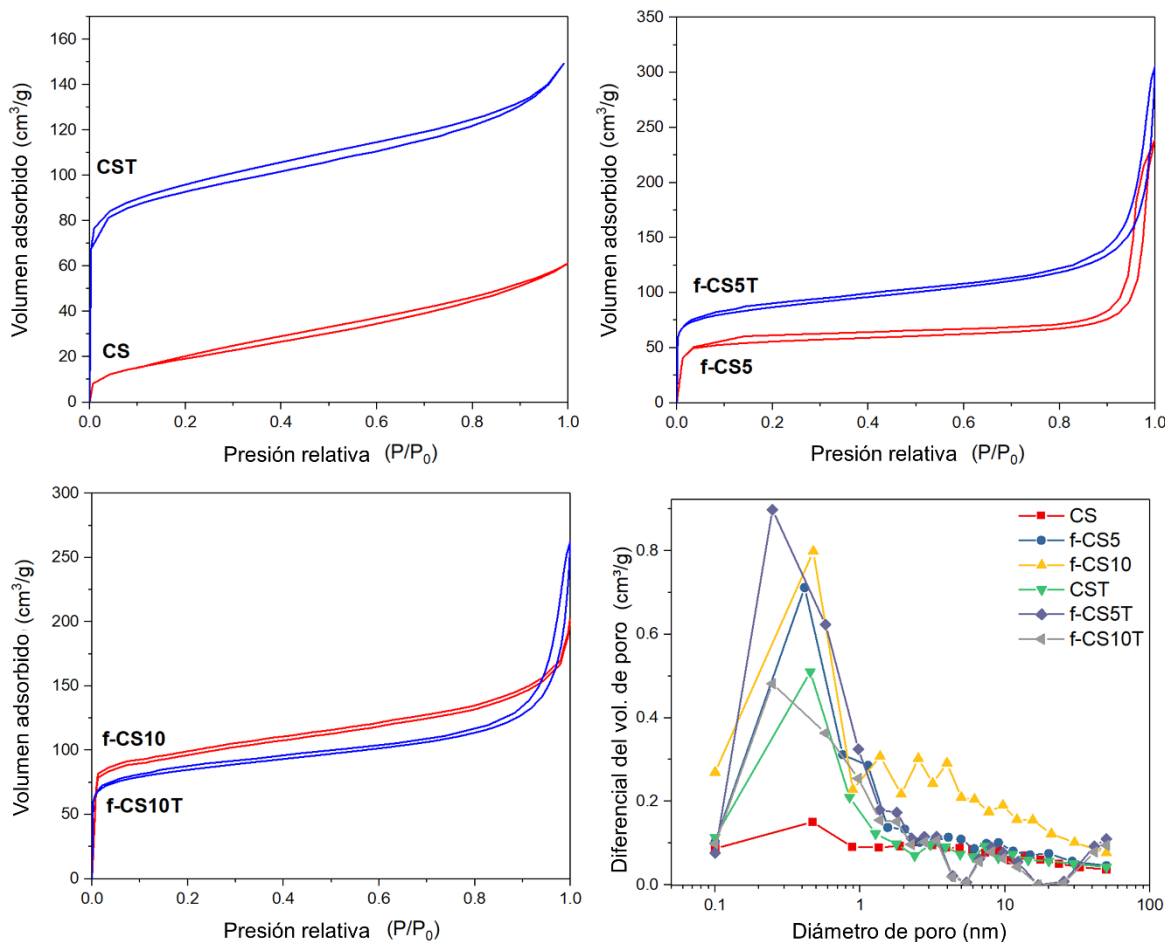 Volumen adsorbido (cm³/g)
160
140
120
100
80
60
40
20
0
CST
CS
0.0 0.2 0.4 0.6 0.8 1.0
Presión relativa (P/P₀)
Volumen adsorbido (cm³/g)
350
300
250
200
150
100
50
0
f-CS5T
f-CS5
0.0 0.2 0.4 0.6 0.8 1.0
Presión relativa (P/P₀)
Volumen adsorbido (cm³/g)
300
250
200
150
100
50
0
f-CS10
f-CS10T
0.0 0.2 0.4 0.6 0.8 1.0
Presión relativa (P/P₀)
Diferencial del vol. de poro (cm³/g)
0.8
0.6
0.4
0.2
0.0
CS
f-CS5
f-CS10
CST
f-CS5T
f-CS10T
0.1 1 10 100
Diámetro de poro (nm)